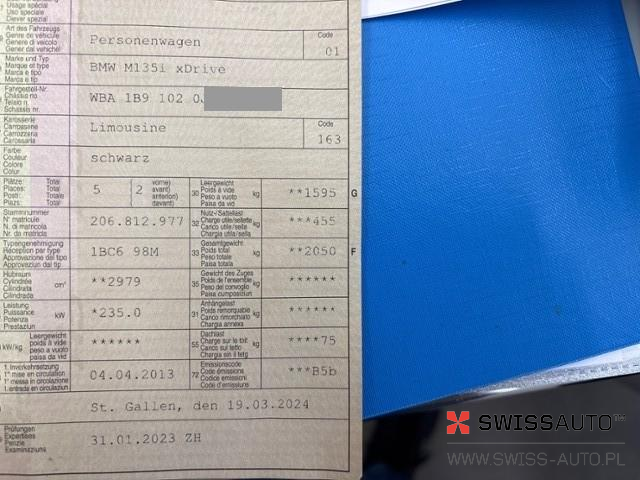 Usage spécial
Uso speciale
Diever spezial
Art des Fahrzeugs
Genre de véhicule
Genere di veicolo
Gener dal vehichel
Personenwagen
Code
01
Marke und Typ
Marque et type
Marca e tipo
Marca e tip
BMW M135i xDrive
Fahrgestell-Nr.
Châssis no
Telaio n.
Schassis nr.
WBA 1B9 102 0J
Karosserie
Carrosserie
Carrozzeria
Carossaria
Limousine
Code
163
Farbe
Couleur
Colore
Colur
schwarz
Plätze: Total
Places: Total
Posti: Totale
Plazs: Total
5 ( 2 vorne)
avant)
anteriori)
davant)
30 Leergewicht
Poids à vide
Peso a vuoto
Paisa da vid
kg
**1595 G
Stammnummer
N° matricule
N. di matricola
Nr. da matricla
206.812.977
32 Nutz-/Sattellast
Charge utile/sellette
Carico utile/sella
Chargia utila/sella
kg
***455
Typengenehmigung
Réception par type
Approvazione del tipo
Approvaziun dal tip
1BC6 98M
33 Gesamtgewicht
Poids total
Peso totale
Paisa totala
kg
**2050 F
Hubraum
Cylindrée
Cilindrata
Cilindrada
cm³
**2979
35 Gewicht des Zuges
Poids de l'ensemble
Peso del convoglio
Paisa cumposiziun
kg
******
Leistung
Puissance
Potenza
Prestaziun
kW
*235.0
31 Anhängelast
Poids remorquable
Carico rimorchiato
Chargia annexa
kg
******
kW/kg
Leergewicht
poids à vide
peso a vuoto
paisa da vid
******
55 Dachlast
Charge sur le toit
Carico sul tetto
Chargia sin il tetg
kg
****75
1. Inverkehrsetzung
1re mise en circulation
1a messa in circolazione
1. entrada en circulaziun
04.04.2013
72 Emissionscode
Code émissions
Codice emissioni
Code d'emissiuns
***B5b
St. Gallen, den 19.03.2024
Prüfungen
Expertises
Perizie
Examinaziuns
31.01.2023 ZH
SWISSAUTO
WWW.SWISS-AUTO.PL